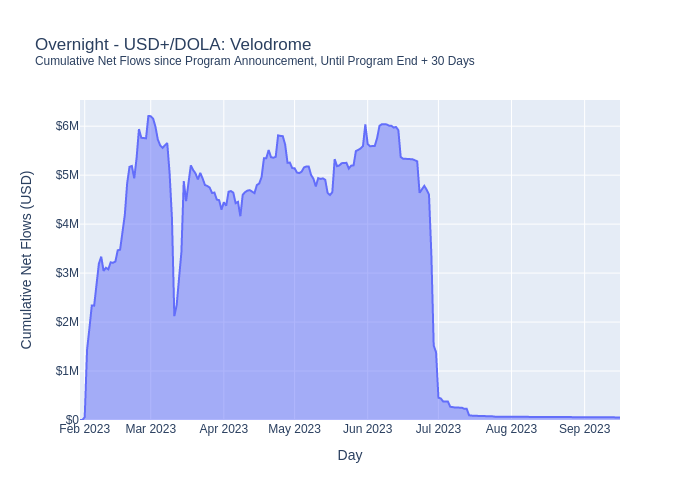 Overnight - USD+/DOLA: Velodrome
Cumulative Net Flows since Program Announcement, Until Program End + 30 Days
Cumulative Net Flows (USD)
$6M
$5M
$4M
$3M
$2M
$1M
$0
Feb 2023 Mar 2023 Apr 2023 May 2023 Jun 2023 Jul 2023 Aug 2023 Sep 2023
Day